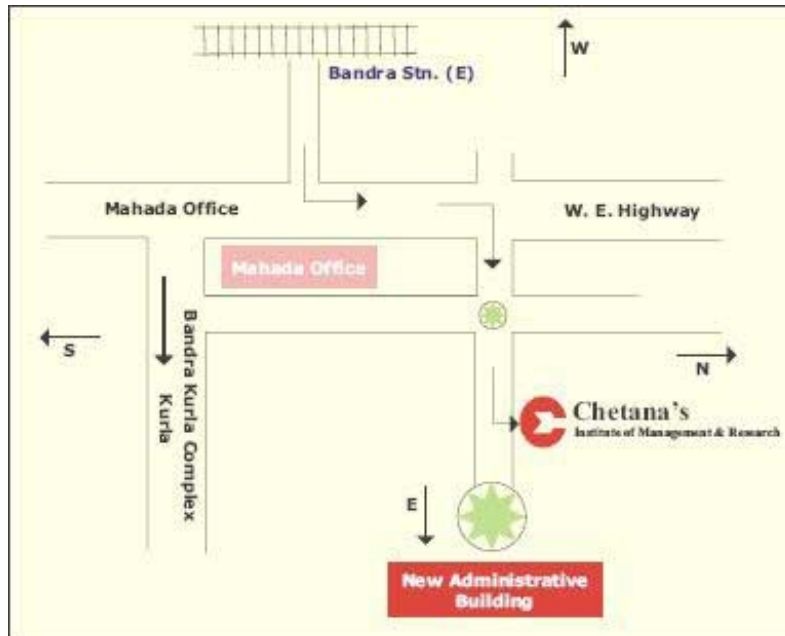 W
Bandra Stn. (E)
Mahada Office
W. E. Highway
Mahada Office
S
Bandra Kurla Complex
Kurla
N
Chetana's
Institute of Management & Research
E
New Administrative
Building